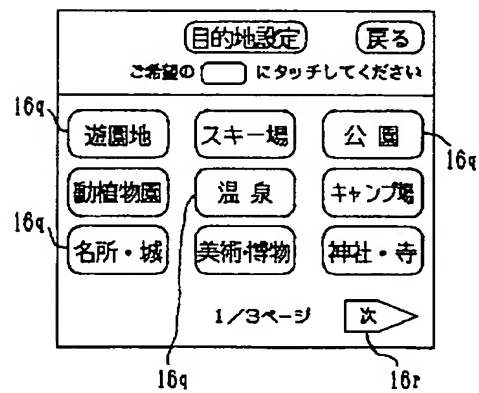 目的地設定 戻る
ご希望の にタッチしてください
16q
遊園地 スキー場 公園
16q
動植物園 温泉 キャンプ場
16q
名所・城 美術・博物 神社・寺
1/3ページ 次
16q 16r